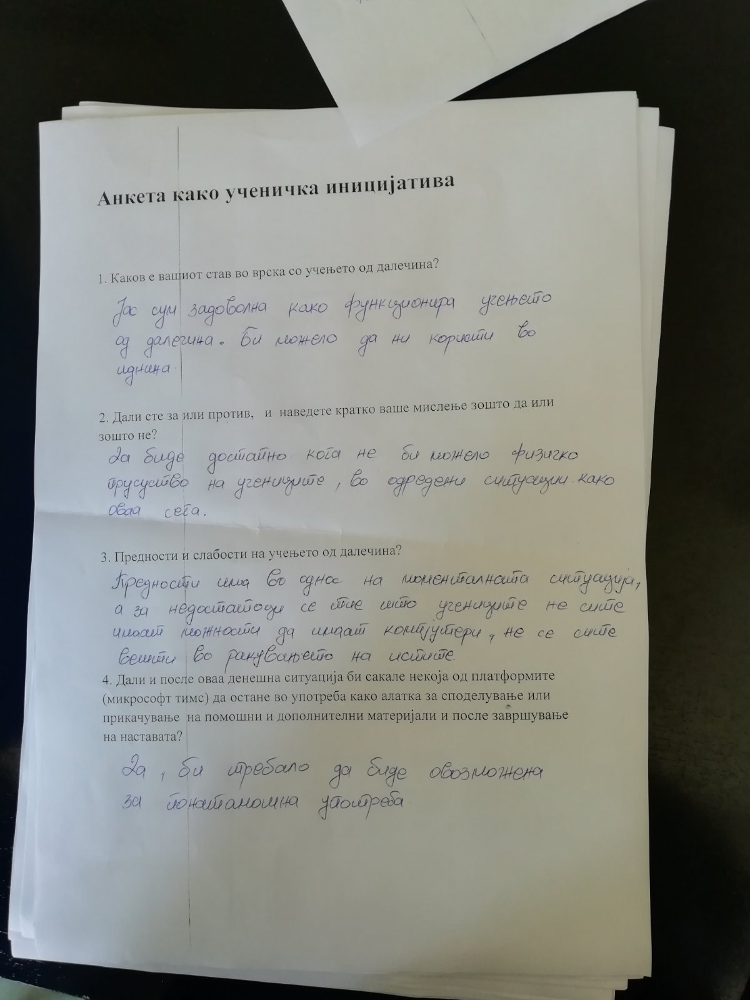 Анкета како ученичка иницијатива
1. Каков е вашиот став во врска со учењето од далечина?
Јас сум задоволна како функционира учењето
од далечина. Би можело да ни користи во
иднина.
2. Дали сте за или против, и наведете кратко ваше мислење зошто да или
зошто не?
Да биде достапно кога не би можело физичко
прусуство на учениците, во одредени ситуации како
оваа сега.
3. Предности и слабости на учењето од далечина?
Предности има во однос на моменталната ситуација,
а за недостатоци се тие што учениците не сите
имаат можности да имаат компјутери, не се сите
вешти во ракувањето на истите.
4. Дали и после оваа денешна ситуација би сакале некоја од платформите
(микрософт тимс) да остане во употреба како алатка за споделување или
прикачување на помошни и дополнителни материјали и после завршување
на наставата?
Да, би требало да биде овозможена
за понатамошна употреба.